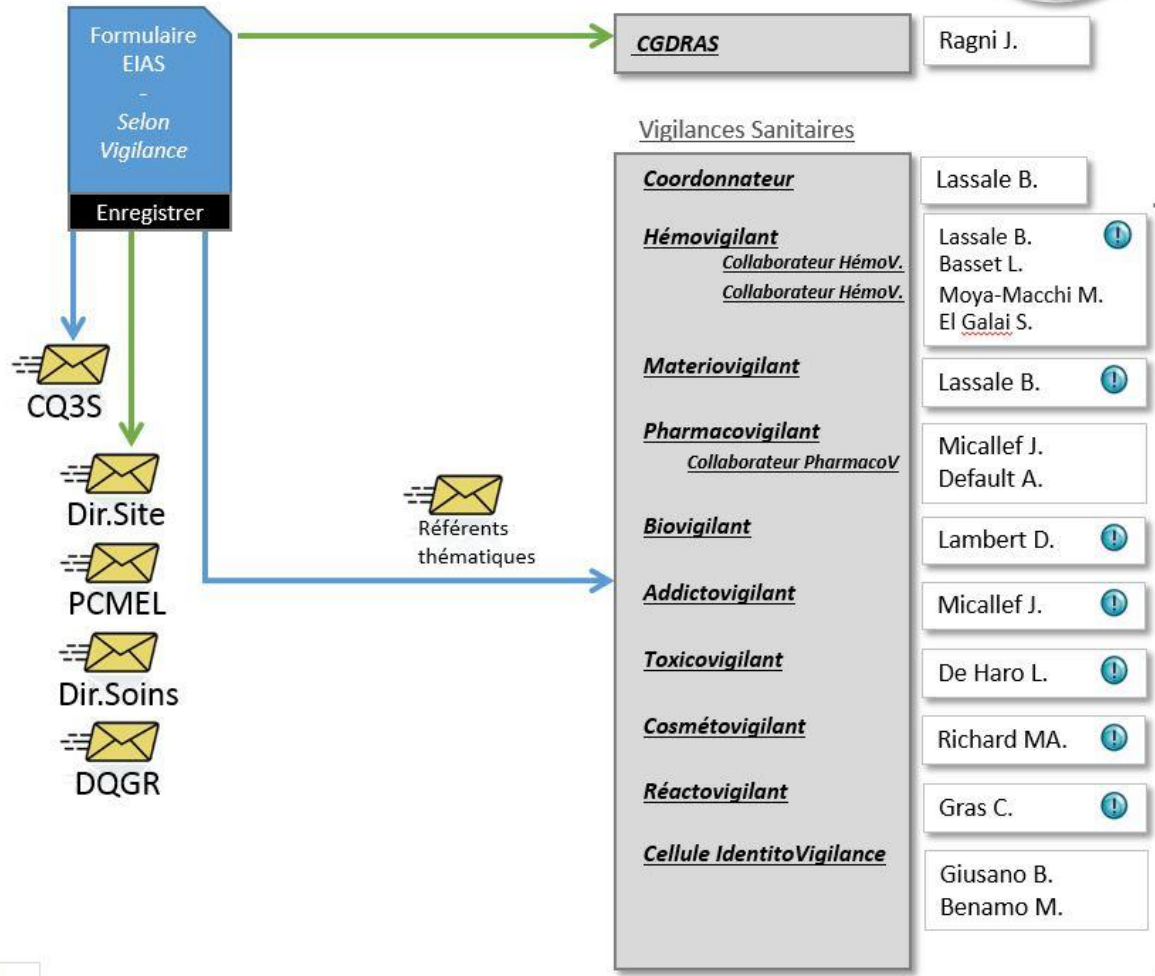 Formulaire
EIAS
-
Selon
Vigilance
Enregistrer
CQ3S
Dir.Site
PCMEL
Dir.Soins
DQGR
Référents
thématiques
CGDRAS
Ragni J.
Vigilances Sanitaires
Coordonnateur
Lassale B.
Hémovigilant
Collaborateur HémoV.
Collaborateur HémoV.
Lassale B.
Basset L.
Moya-Macchi M.
El Galai S.
Materiovigilant
Lassale B.
Pharmacovigilant
Collaborateur PharmacoV
Micallef J.
Default A.
Biovigilant
Lambert D.
Addictovigilant
Micallef J.
Toxicovigilant
De Haro L.
Cosmétovigilant
Richard MA.
Réactovigilant
Gras C.
Cellule IdentitoVigilance
Giusano B.
Benamo M.